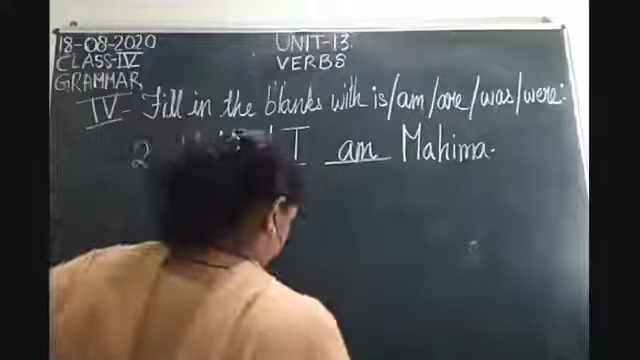 18-08-2020
CLASS-IV
GRAMMAR
UNIT-13
VERBS
IV Fill in the blanks with is/am/are/was/were:
2 I am Mahima.